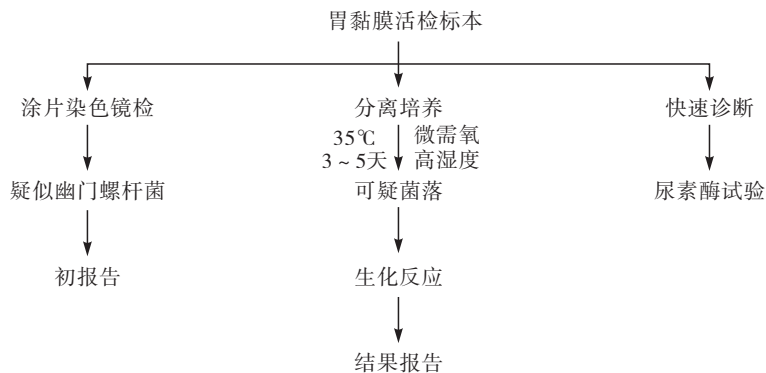 胃黏膜活检标本
涂片染色镜检
分离培养
快速诊断
35℃ 微需氧
3～5天 高湿度
疑似幽门螺杆菌
可疑菌落
尿素酶试验
初报告
生化反应
结果报告